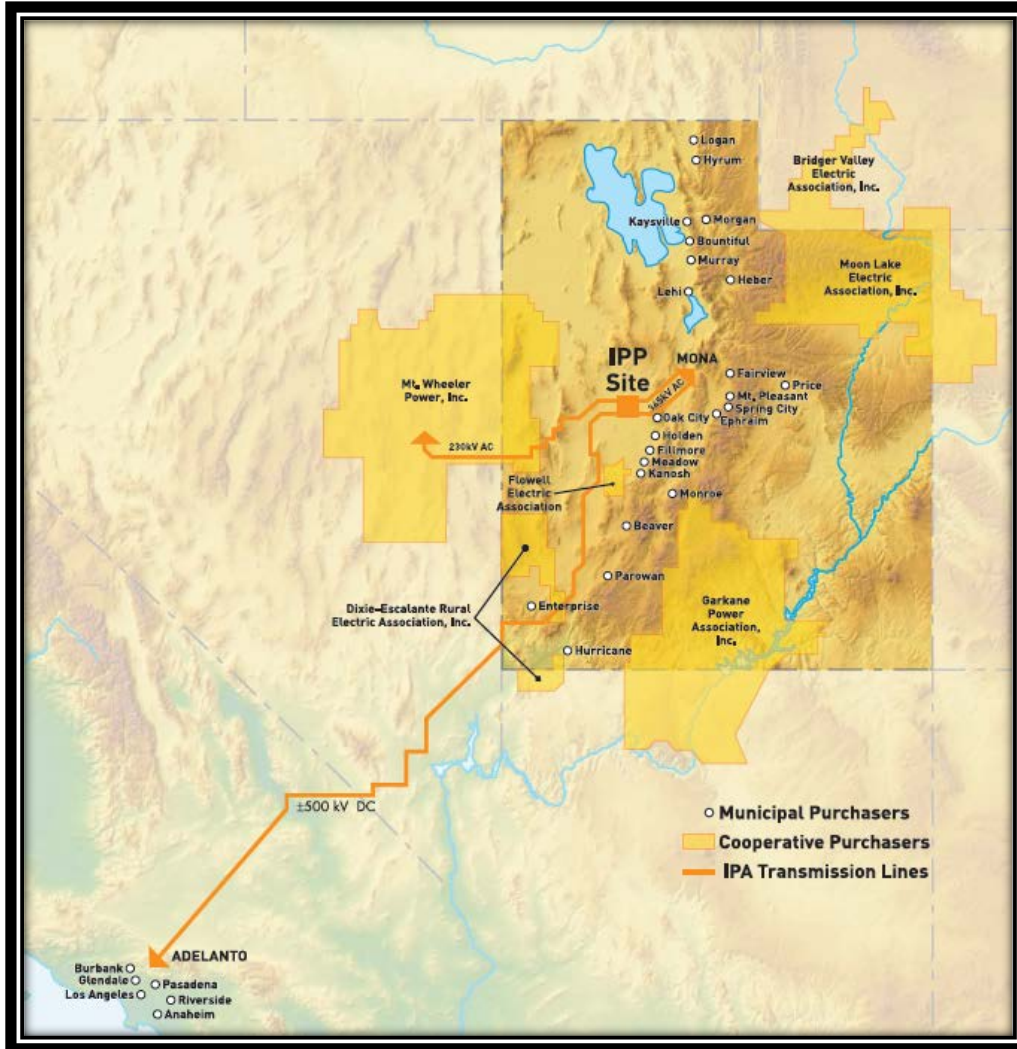 Logan
Hyrum
Bridger Valley
Electric
Association, Inc.
Kaysville
Morgan
Bountiful
Murray
Heber
Lehi
Moon Lake
Electric
Association, Inc.
IPP
Site
MONA
345kV AC
Fairview
Price
Mt. Pleasant
Spring City
Ephraim
Mt. Wheeler
Power, Inc.
230kV AC
Oak City
Holden
Fillmore
Meadow
Kanosh
Flowell
Electric
Association
Monroe
Beaver
Parowan
Dixie-Escalante Rural
Electric Association, Inc.
Enterprise
Garkane
Power
Association,
Inc.
Hurricane
±500 kV DC
Municipal Purchasers
Cooperative Purchasers
IPA Transmission Lines
ADELANTO
Burbank
Glendale
Los Angeles
Pasadena
Riverside
Anaheim